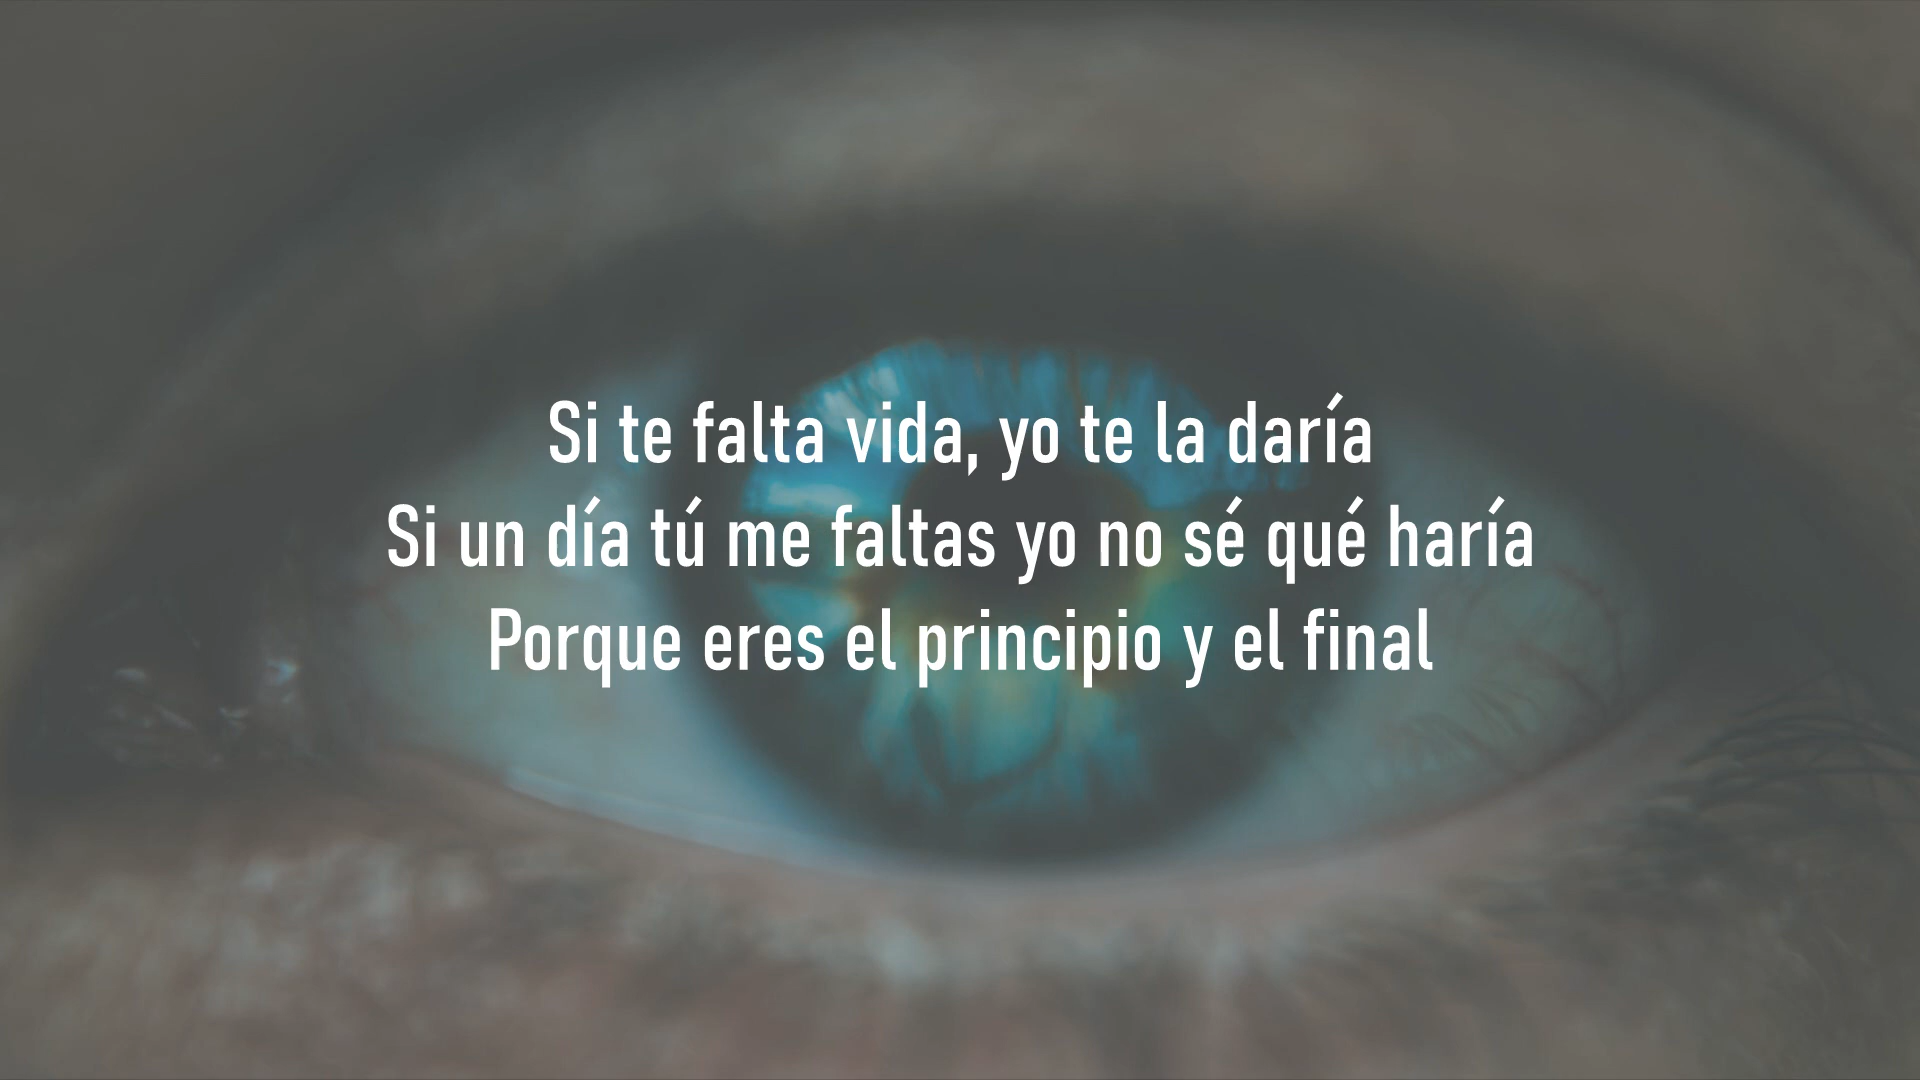 Si te falta vida, yo te la daría
Si un día tú me faltas yo no sé qué haría
Porque eres el principio y el final